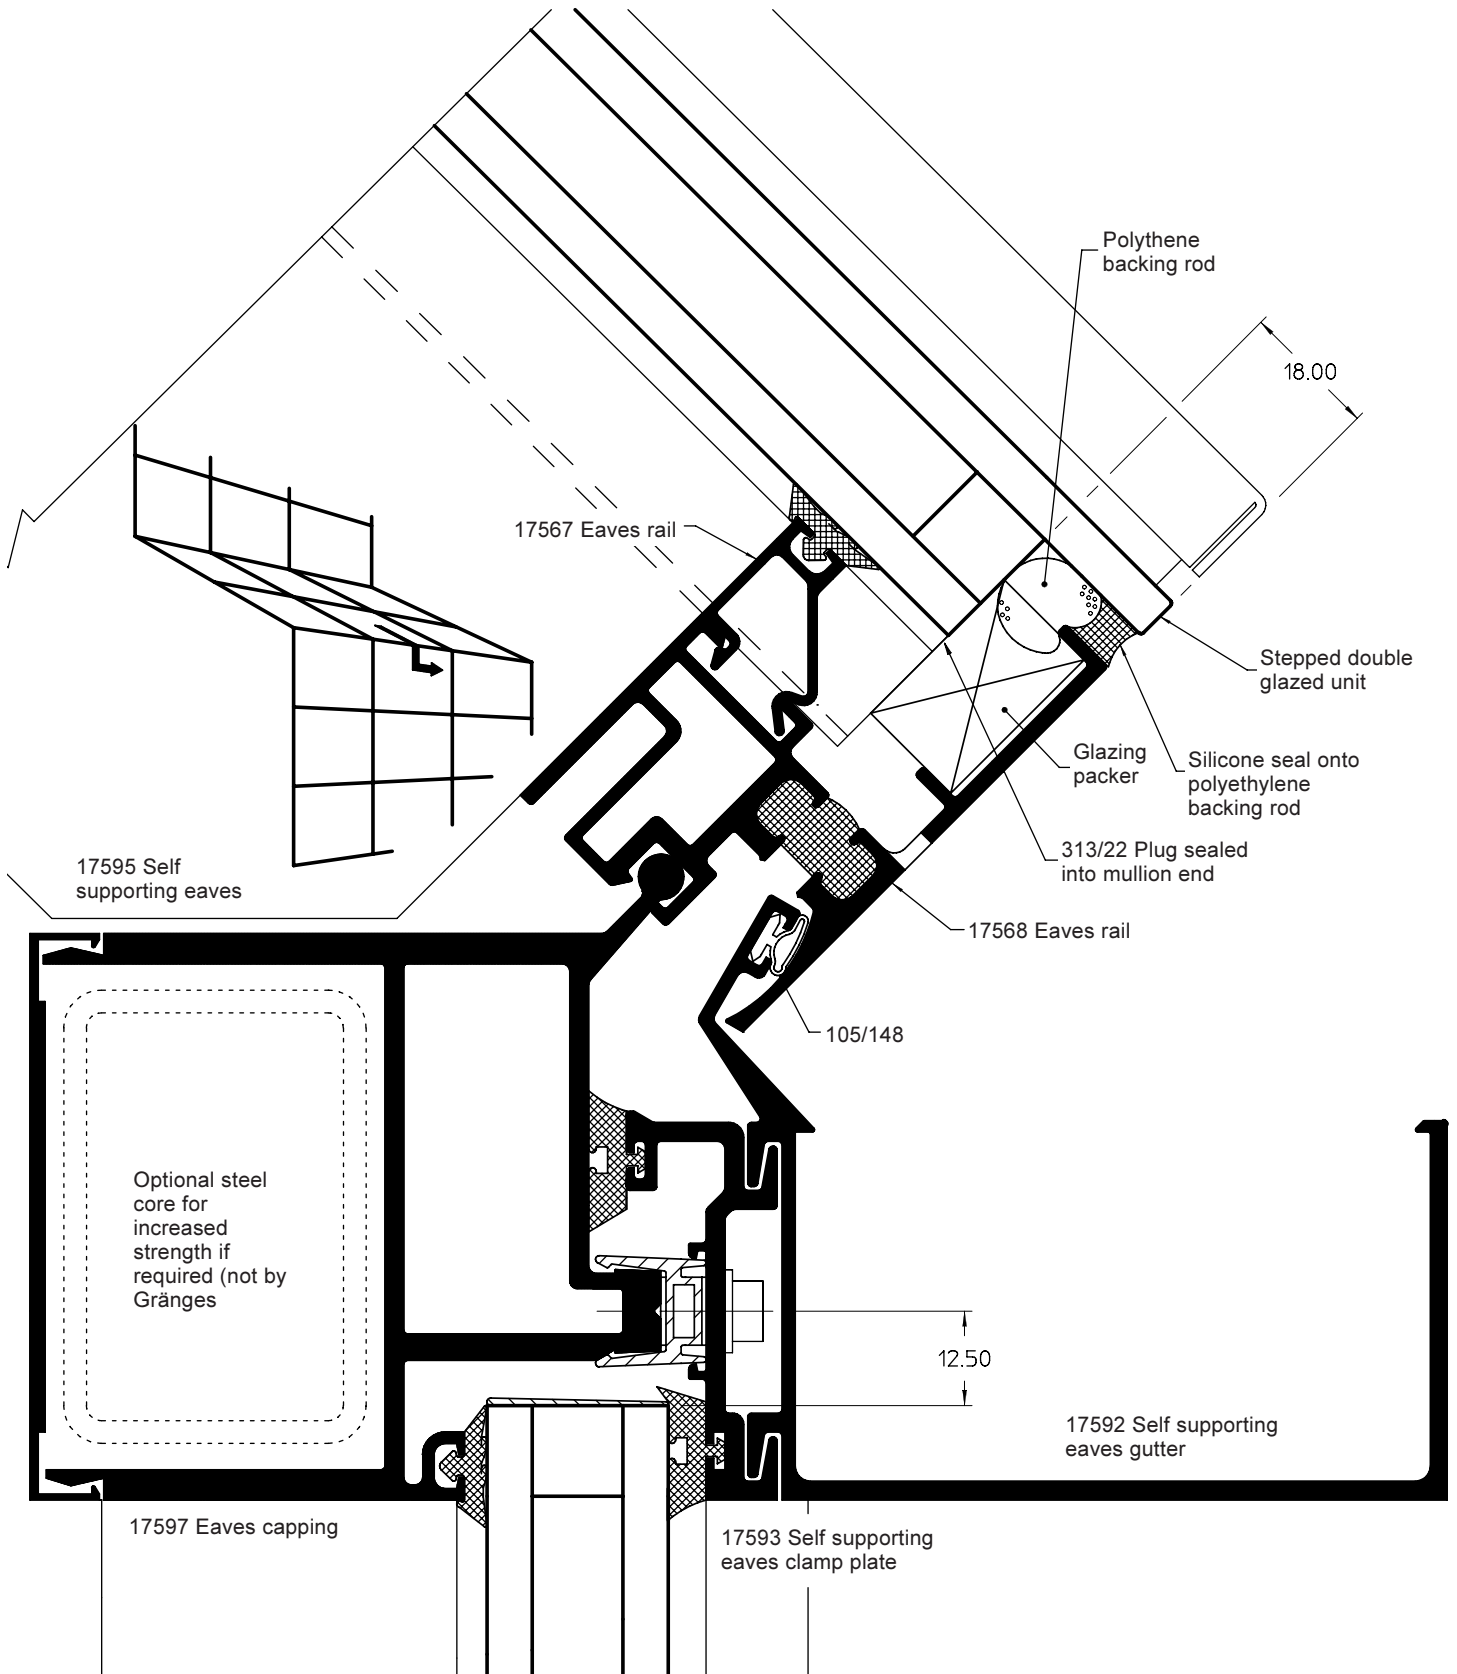 Polythene
backing rod
18.00
17567 Eaves rail
Stepped double
glazed unit
Glazing
packer
Silicone seal onto
polyethylene
backing rod
313/22 Plug sealed
into mullion end
17595 Self
supporting eaves
17568 Eaves rail
105/148
Optional steel
core for
increased
strength if
required (not by
Gränges
12.50
17592 Self supporting
eaves gutter
17597 Eaves capping
17593 Self supporting
eaves clamp plate